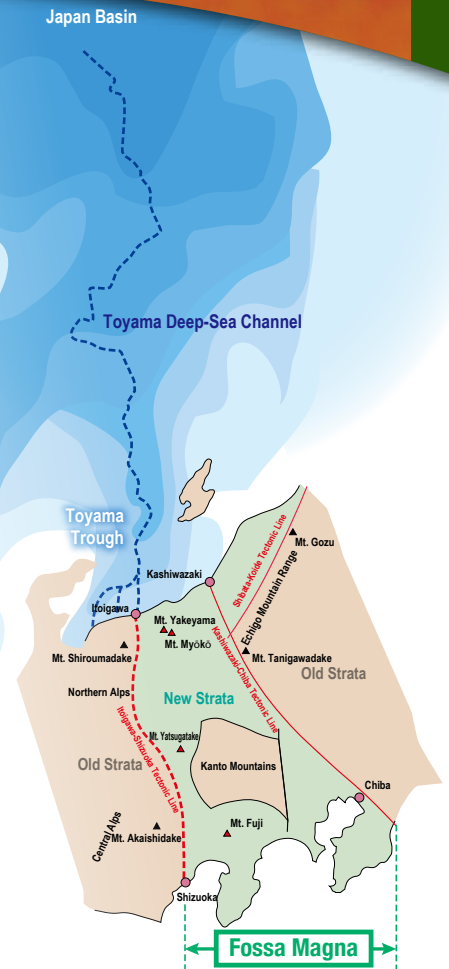 Japan Basin
Toyama Deep-Sea Channel
Toyama
Trough
Kashiwazaki
Itoigawa
Mt. Gozu
Shibata-Koide Tectonic Line
Echigo Mountain Range
Mt. Yakeyama
Mt. Myōkō
Mt. Shiroumadake
Mt. Tanigawadake
Kashiwazaki-Chiba Tectonic Line
Old Strata
Northern Alps
New Strata
Itoigawa-Shizuoka Tectonic Line
Mt. Yatsugatake
Old Strata
Kanto Mountains
Chiba
Mt. Fuji
Central Alps
Mt. Akaishidake
Shizuoka
Fossa Magna